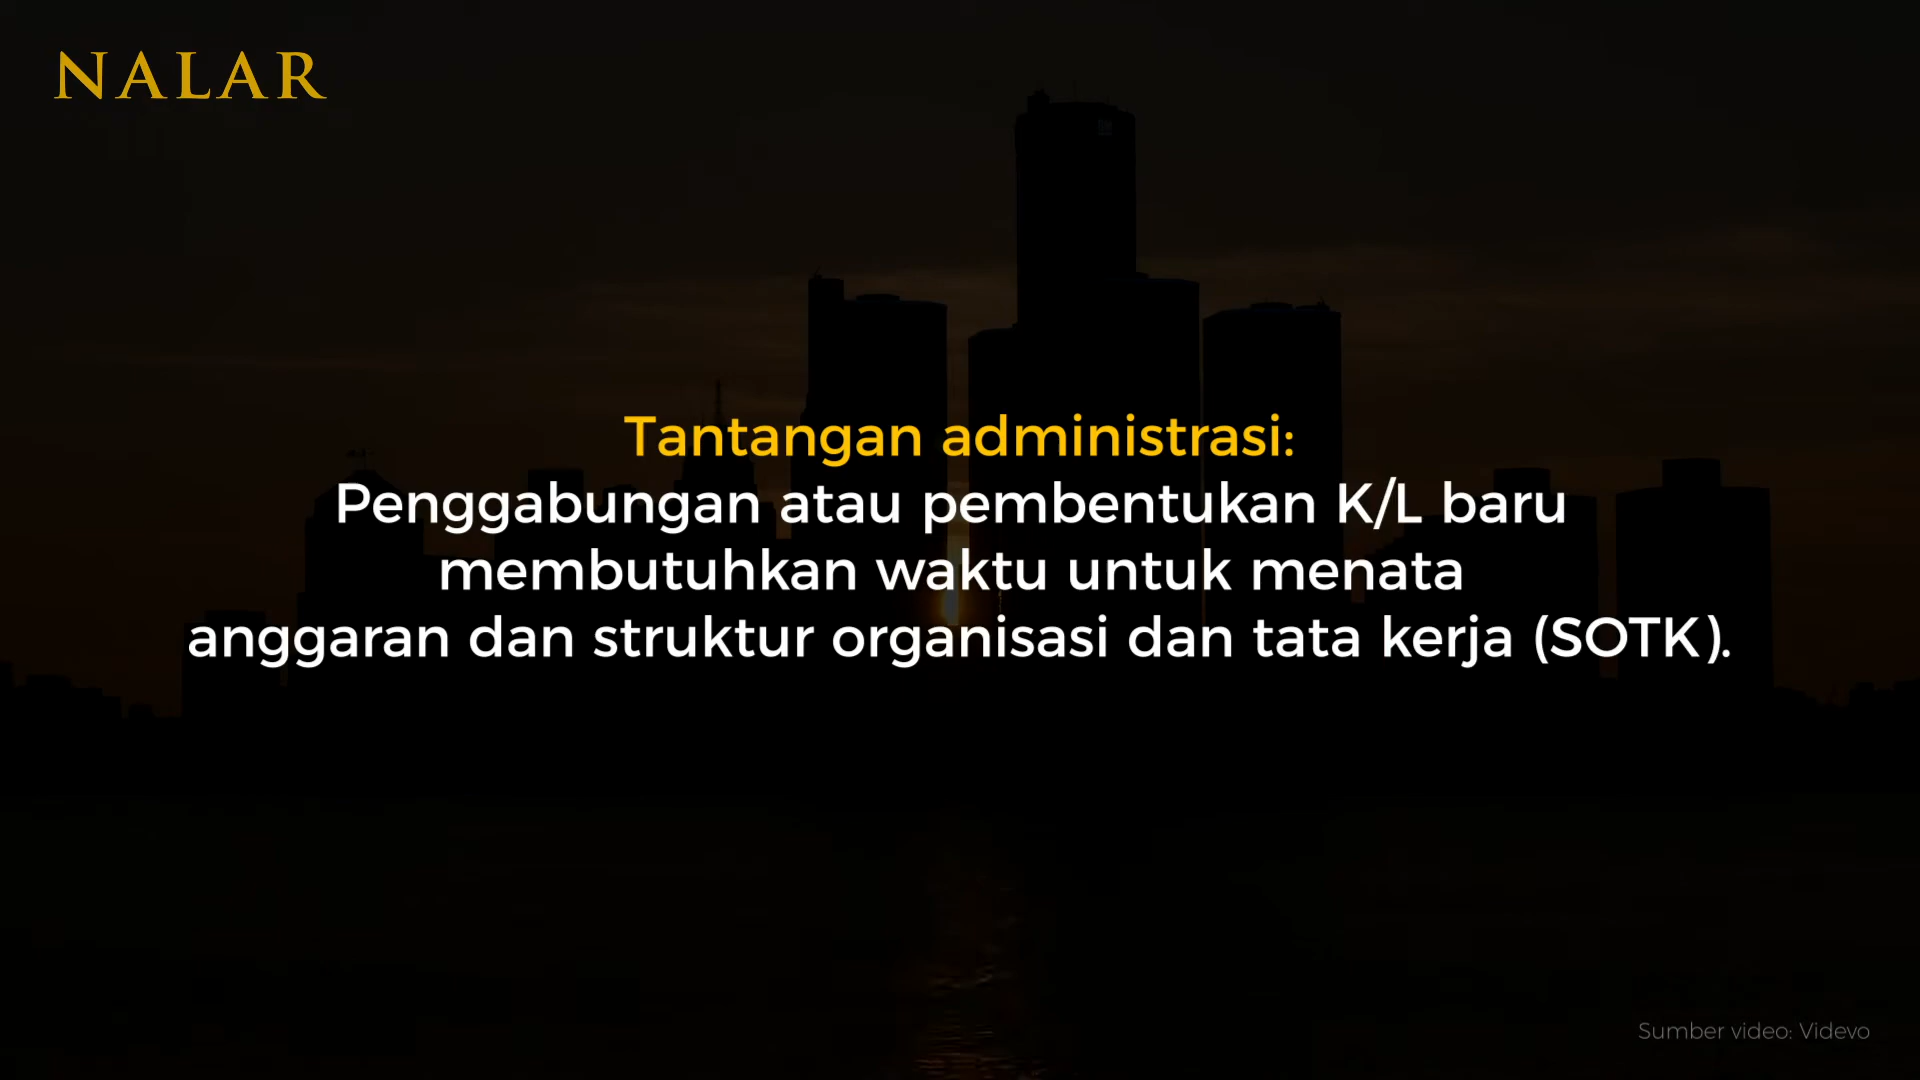 NALAR
Tantangan administrasi:
Penggabungan atau pembentukan K/L baru
membutuhkan waktu untuk menata
anggaran dan struktur organisasi dan tata kerja (SOTK).
Sumber video: Videvo